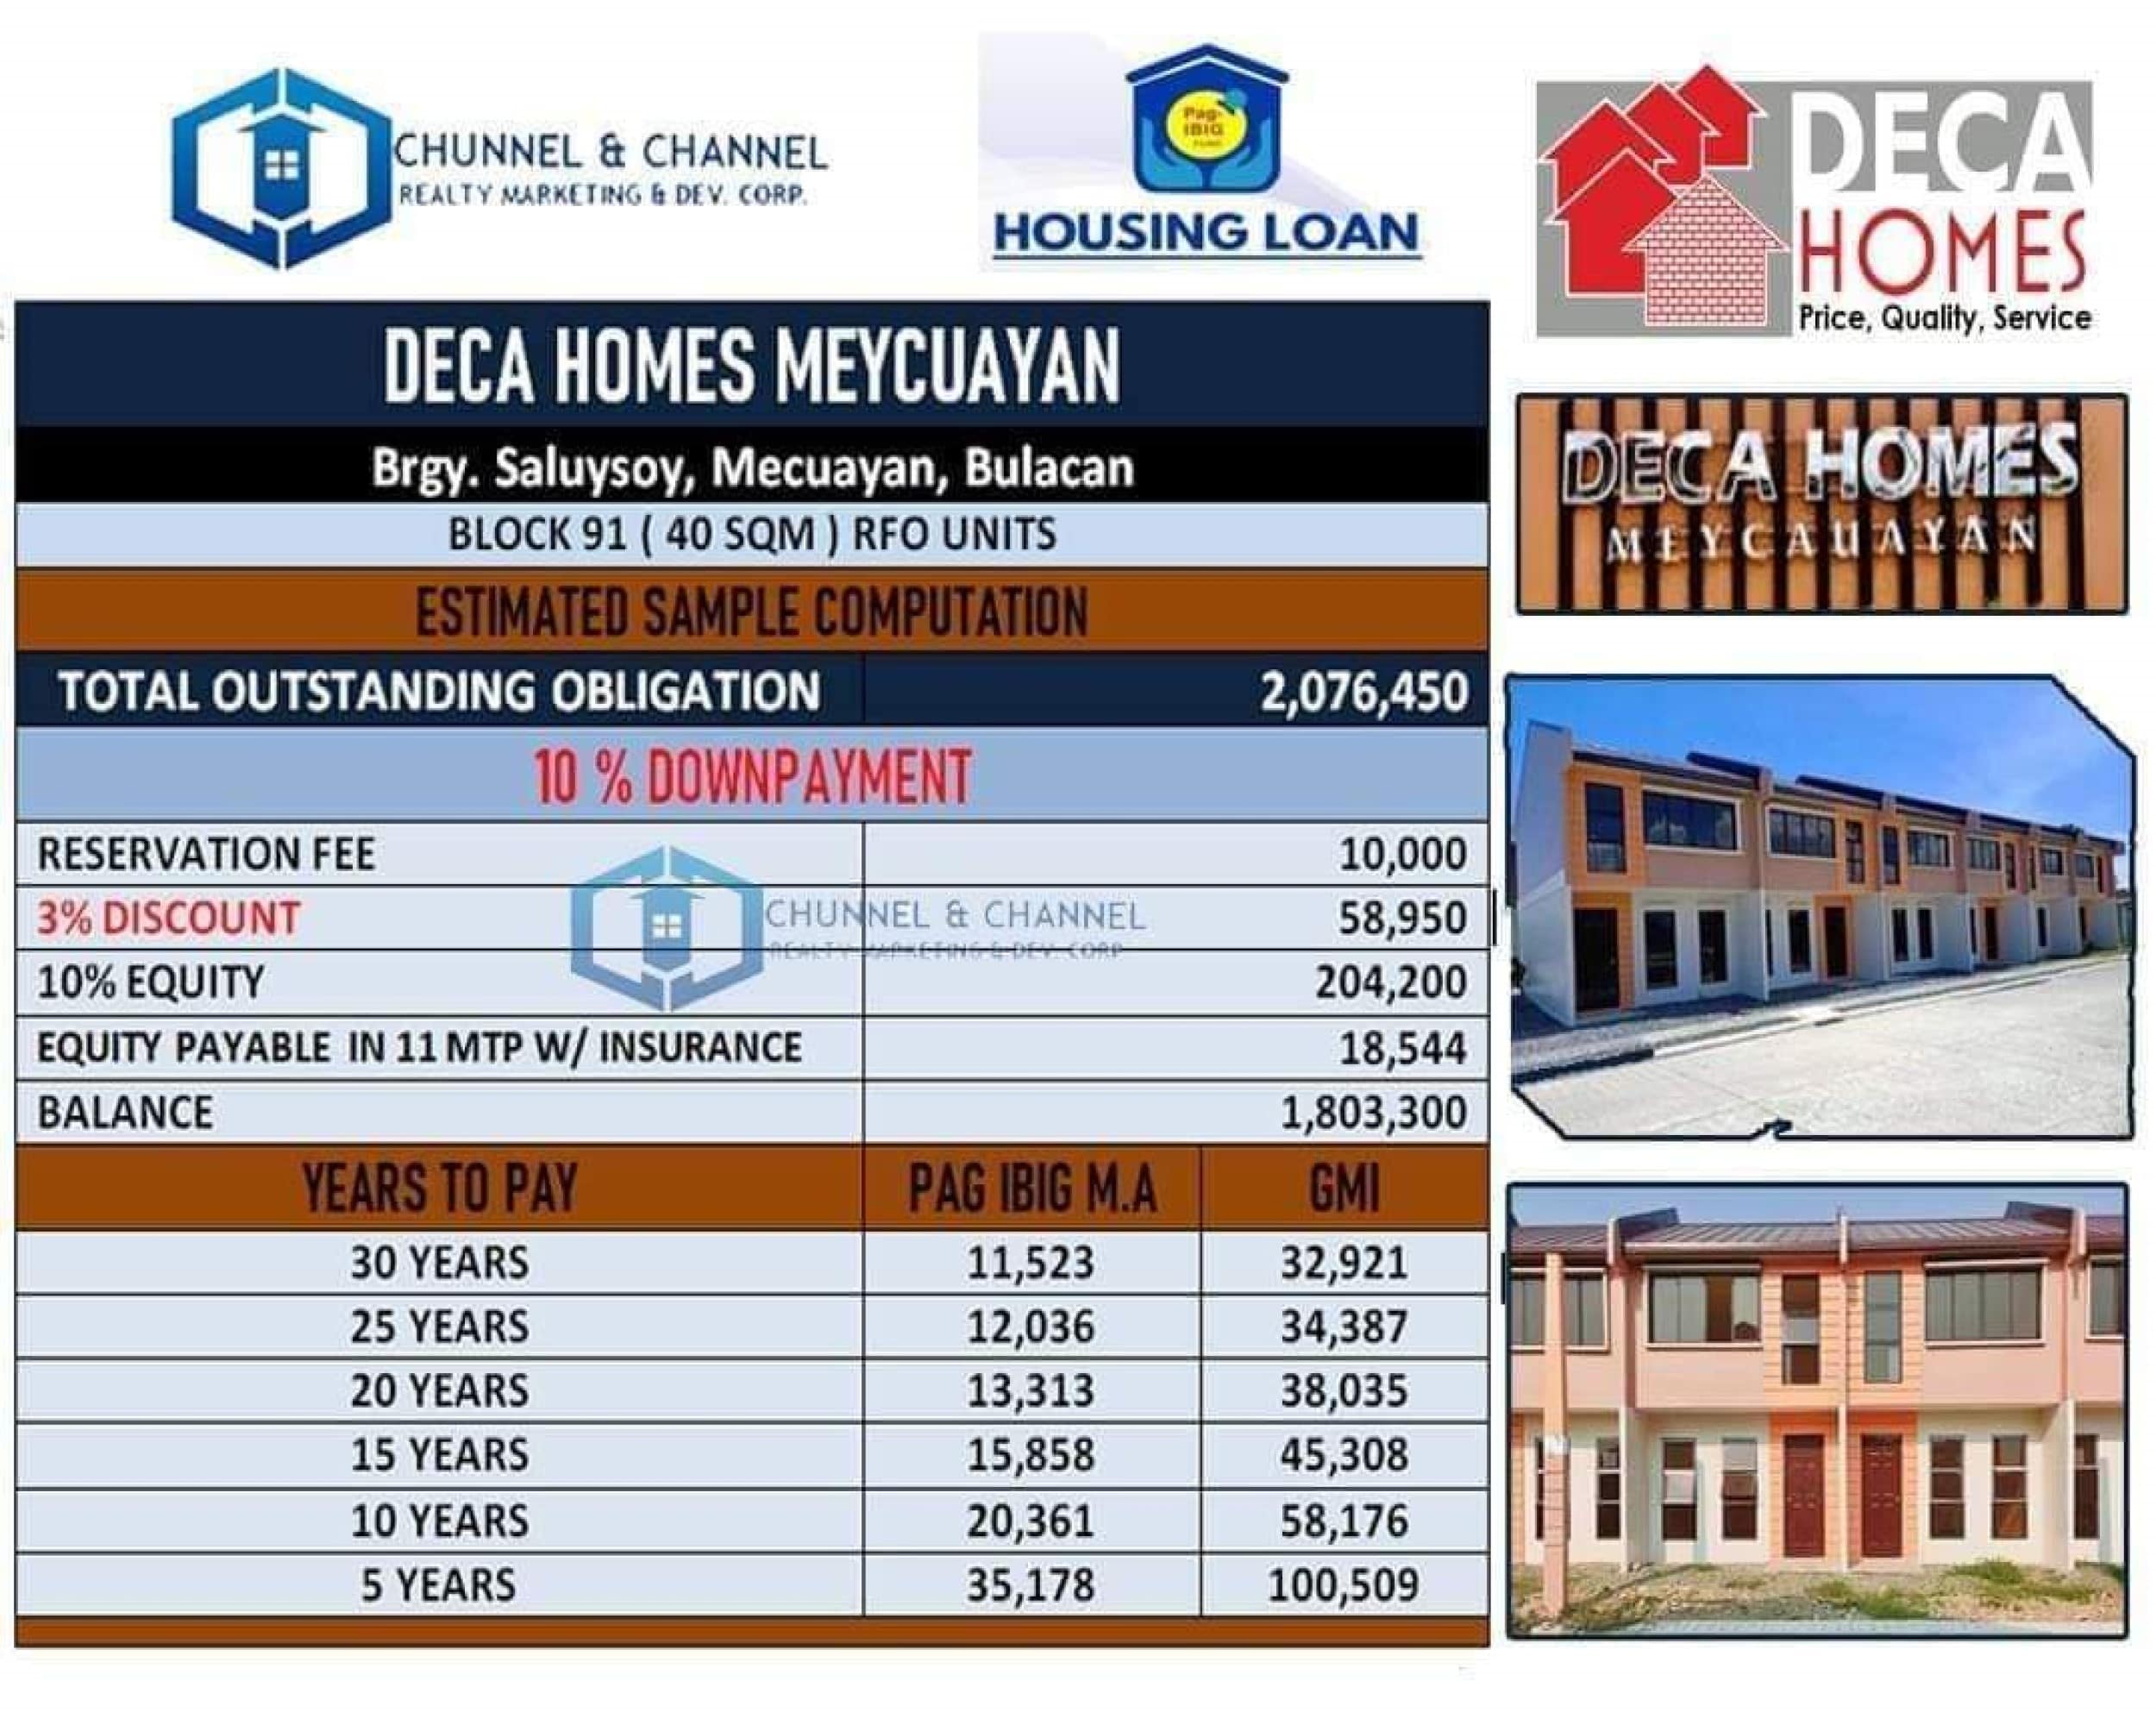 CHUNNEL & CHANNEL
REALTY MARKETING & DEV. CORP.
Pag-
IBIG
FUND
HOUSING LOAN
DECA
HOMES
Price, Quality, Service
DECA HOMES MEYCUAYAN
Brgy. Saluysoy, Mecuayan, Bulacan
BLOCK 91 ( 40 SQM ) RFO UNITS
ESTIMATED SAMPLE COMPUTATION
TOTAL OUTSTANDING OBLIGATION 2,076,450
10 % DOWNPAYMENT
RESERVATION FEE 10,000
3% DISCOUNT 58,950
10% EQUITY 204,200
EQUITY PAYABLE IN 11 MTP W/ INSURANCE 18,544
BALANCE 1,803,300
YEARS TO PAY PAG IBIG M.A GMI
30 YEARS 11,523 32,921
25 YEARS 12,036 34,387
20 YEARS 13,313 38,035
15 YEARS 15,858 45,308
10 YEARS 20,361 58,176
5 YEARS 35,178 100,509
CHUNNEL & CHANNEL
REALTY MARKETING & DEV. CORP
DECA HOMES
MEYCAUAYAN